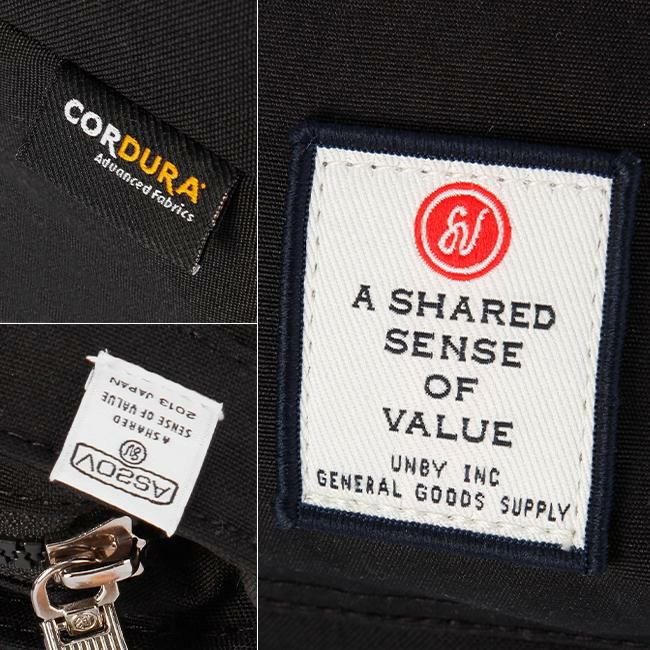 CORDURA
Advanced Fabrics
A SHARED
SENSE
OF
VALUE
UNBY INC
GENERAL GOODS SUPPLY
ASSOV
A SHARED
SENSE OF VALUE
2013 JAPAN